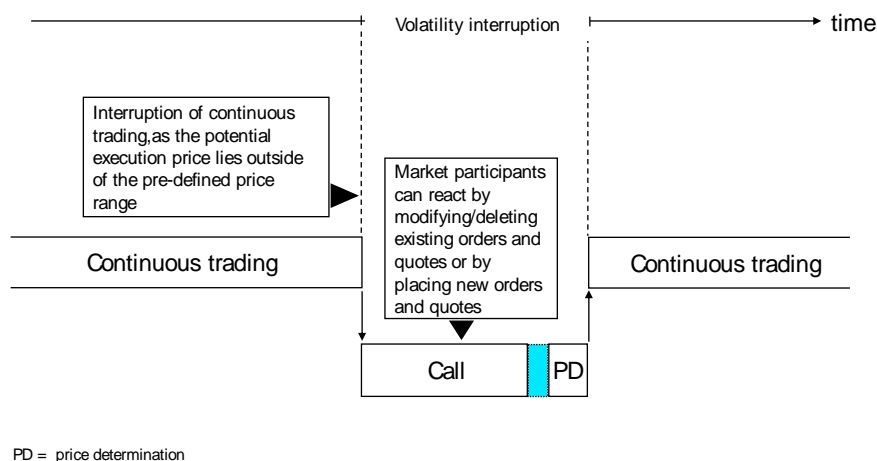 Volatility interruption
time
Interruption of continuous
trading,as the potential
execution price lies outside
of the pre-defined price
range
Market participants
can react by
modifying/deleting
existing orders and
quotes or by
placing new orders
and quotes
Continuous trading
Continuous trading
Call
PD
PD = price determination